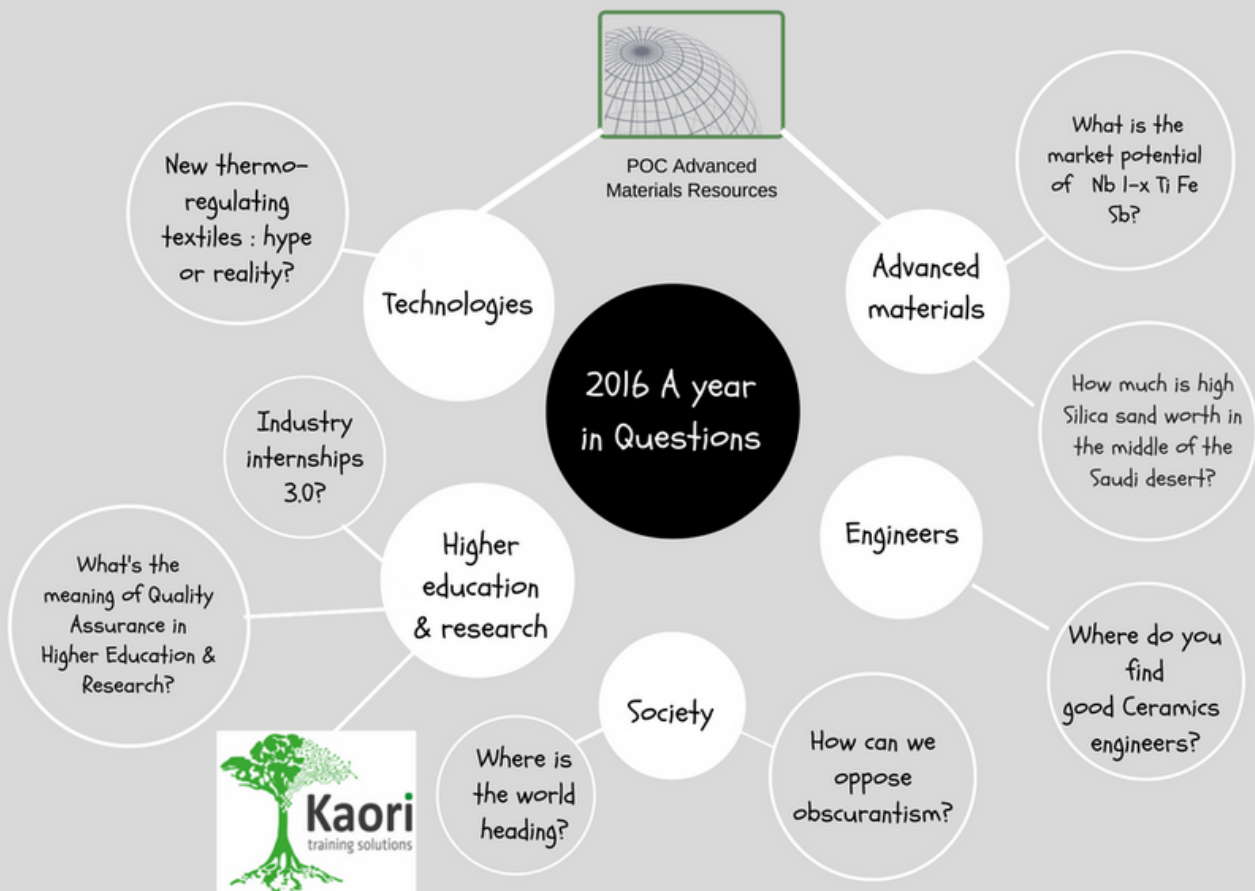 POC Advanced
Materials Resources
New thermo-
regulating
textiles : hype
or reality?
Technologies
What is the
market potential
of Nb 1-x Ti Fe
Sb?
Advanced
materials
2016 A year
in Questions
How much is high
Silica sand worth in
the middle of the
Saudi desert?
Industry
internships
3.0?
Engineers
Higher
education
& research
What's the
meaning of Quality
Assurance in
Higher Education &
Research?
Where do you
find
good Ceramics
engineers?
Society
Where is
the world
heading?
How can we
oppose
obscurantism?
Kaori
training solutions